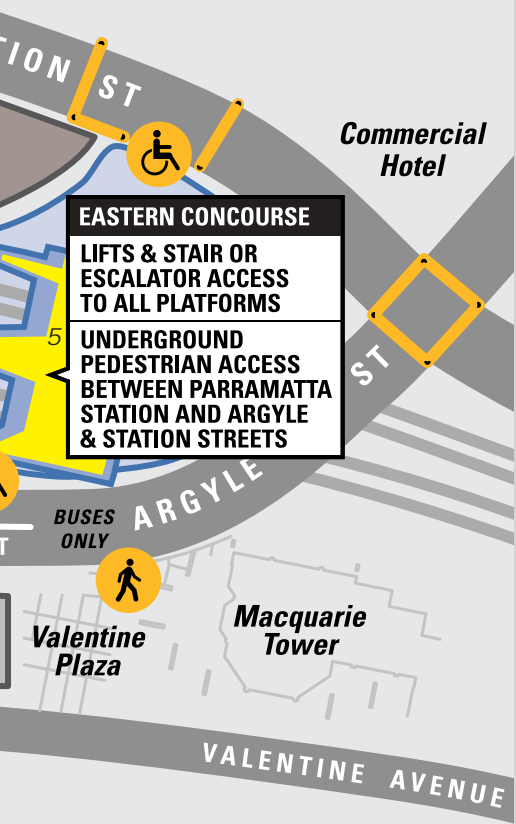 TION ST
Commercial
Hotel
EASTERN CONCOURSE
LIFTS & STAIR OR
ESCALATOR ACCESS
TO ALL PLATFORMS
5
UNDERGROUND
PEDESTRIAN ACCESS
BETWEEN PARRAMATTA
STATION AND ARGYLE
& STATION STREETS
ARGYLE ST
BUSES
ONLY
T
Valentine
Plaza
Macquarie
Tower
VALENTINE AVENUE